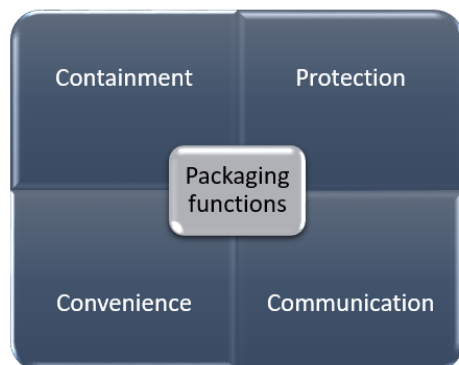 Containment
Protection
Packaging
functions
Convenience
Communication